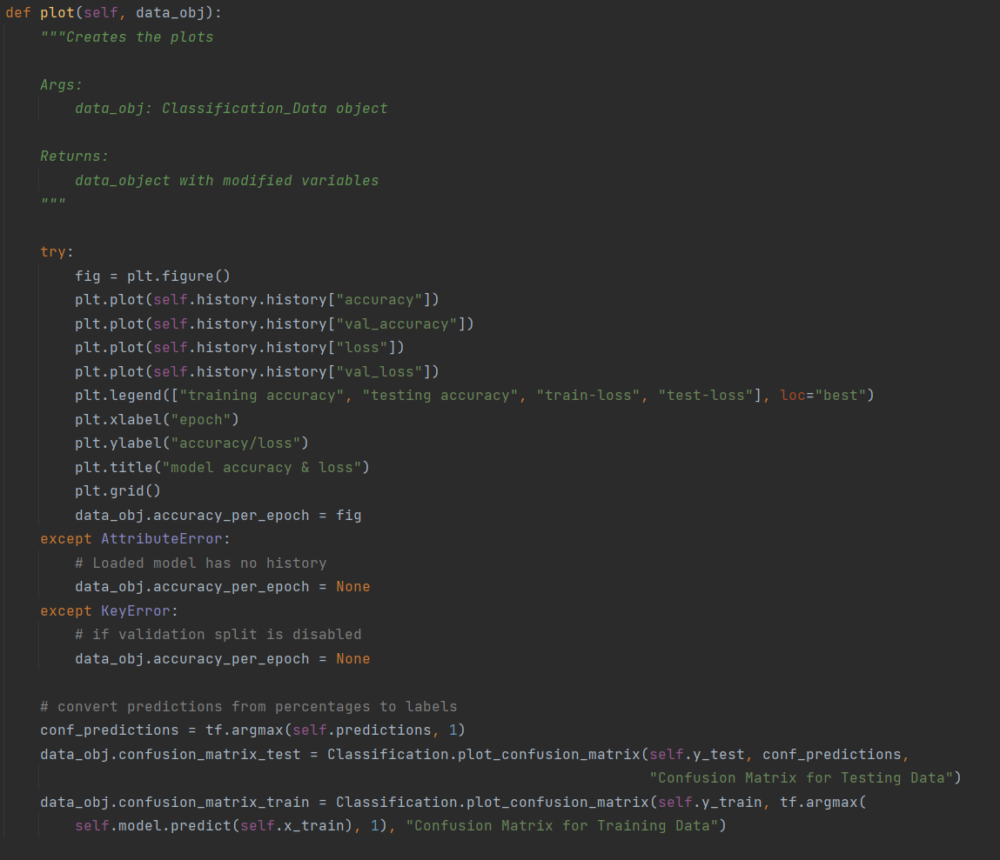 def plot(self, data_obj):
    """Creates the plots

    Args:
        data_obj: Classification_Data object

    Returns:
        data_object with modified variables
    """

    try:
        fig = plt.figure()
        plt.plot(self.history.history["accuracy"])
        plt.plot(self.history.history["val_accuracy"])
        plt.plot(self.history.history["loss"])
        plt.plot(self.history.history["val_loss"])
        plt.legend(["training accuracy", "testing accuracy", "train-loss", "test-loss"], loc="best")
        plt.xlabel("epoch")
        plt.ylabel("accuracy/loss")
        plt.title("model accuracy & loss")
        plt.grid()
        data_obj.accuracy_per_epoch = fig
    except AttributeError:
        # Loaded model has no history
        data_obj.accuracy_per_epoch = None
    except KeyError:
        # if validation split is disabled
        data_obj.accuracy_per_epoch = None

    # convert predictions from percentages to labels
    conf_predictions = tf.argmax(self.predictions, 1)
    data_obj.confusion_matrix_test = Classification.plot_confusion_matrix(self.y_test, conf_predictions,
                                                                          "Confusion Matrix for Testing Data")
    data_obj.confusion_matrix_train = Classification.plot_confusion_matrix(self.y_train, tf.argmax(
        self.model.predict(self.x_train), 1), "Confusion Matrix for Training Data")